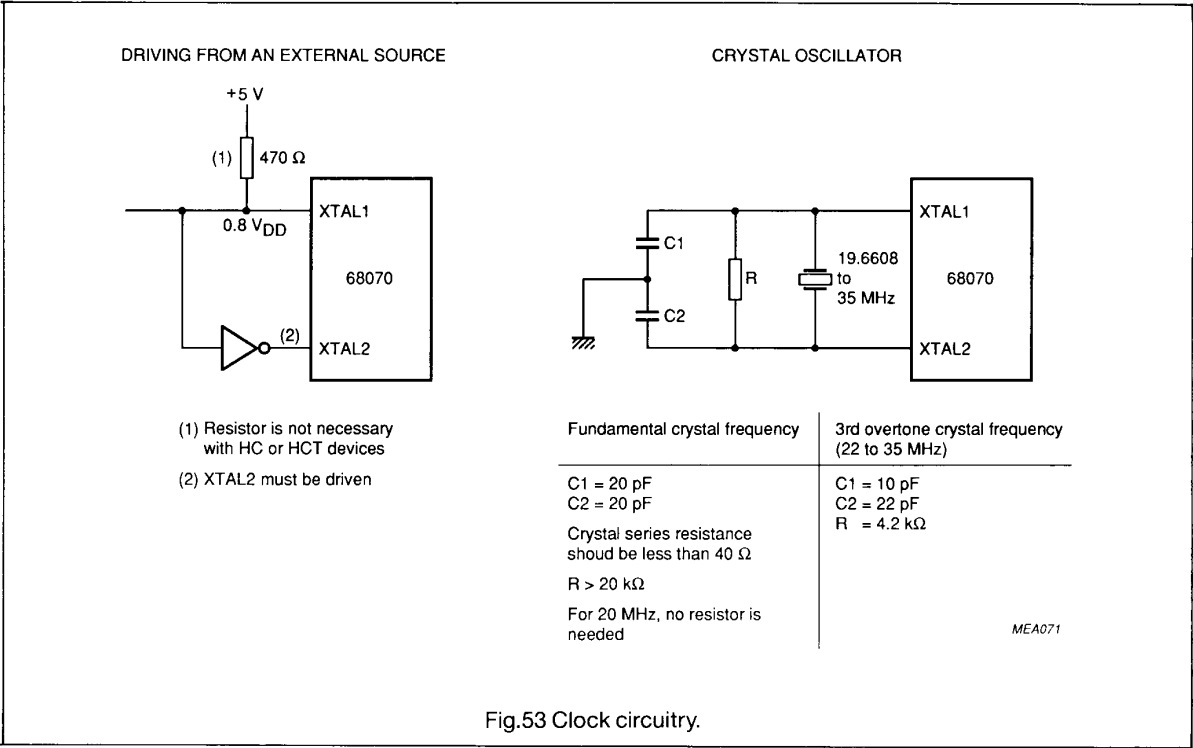 DRIVING FROM AN EXTERNAL SOURCE
+5 V
(1)
470 Ω
XTAL1
0.8 VDD
68070
(2)
XTAL2
(1) Resistor is not necessary
with HC or HCT devices
(2) XTAL2 must be driven
CRYSTAL OSCILLATOR
XTAL1
C1
R
19.6608
to
35 MHz
68070
C2
XTAL2
Fundamental crystal frequency
C1 = 20 pF
C2 = 20 pF
Crystal series resistance
shoud be less than 40 Ω
R > 20 kΩ
For 20 MHz, no resistor is
needed
3rd overtone crystal frequency
(22 to 35 MHz)
C1 = 10 pF
C2 = 22 pF
R = 4.2 kΩ
MEA071
Fig.53 Clock circuitry.